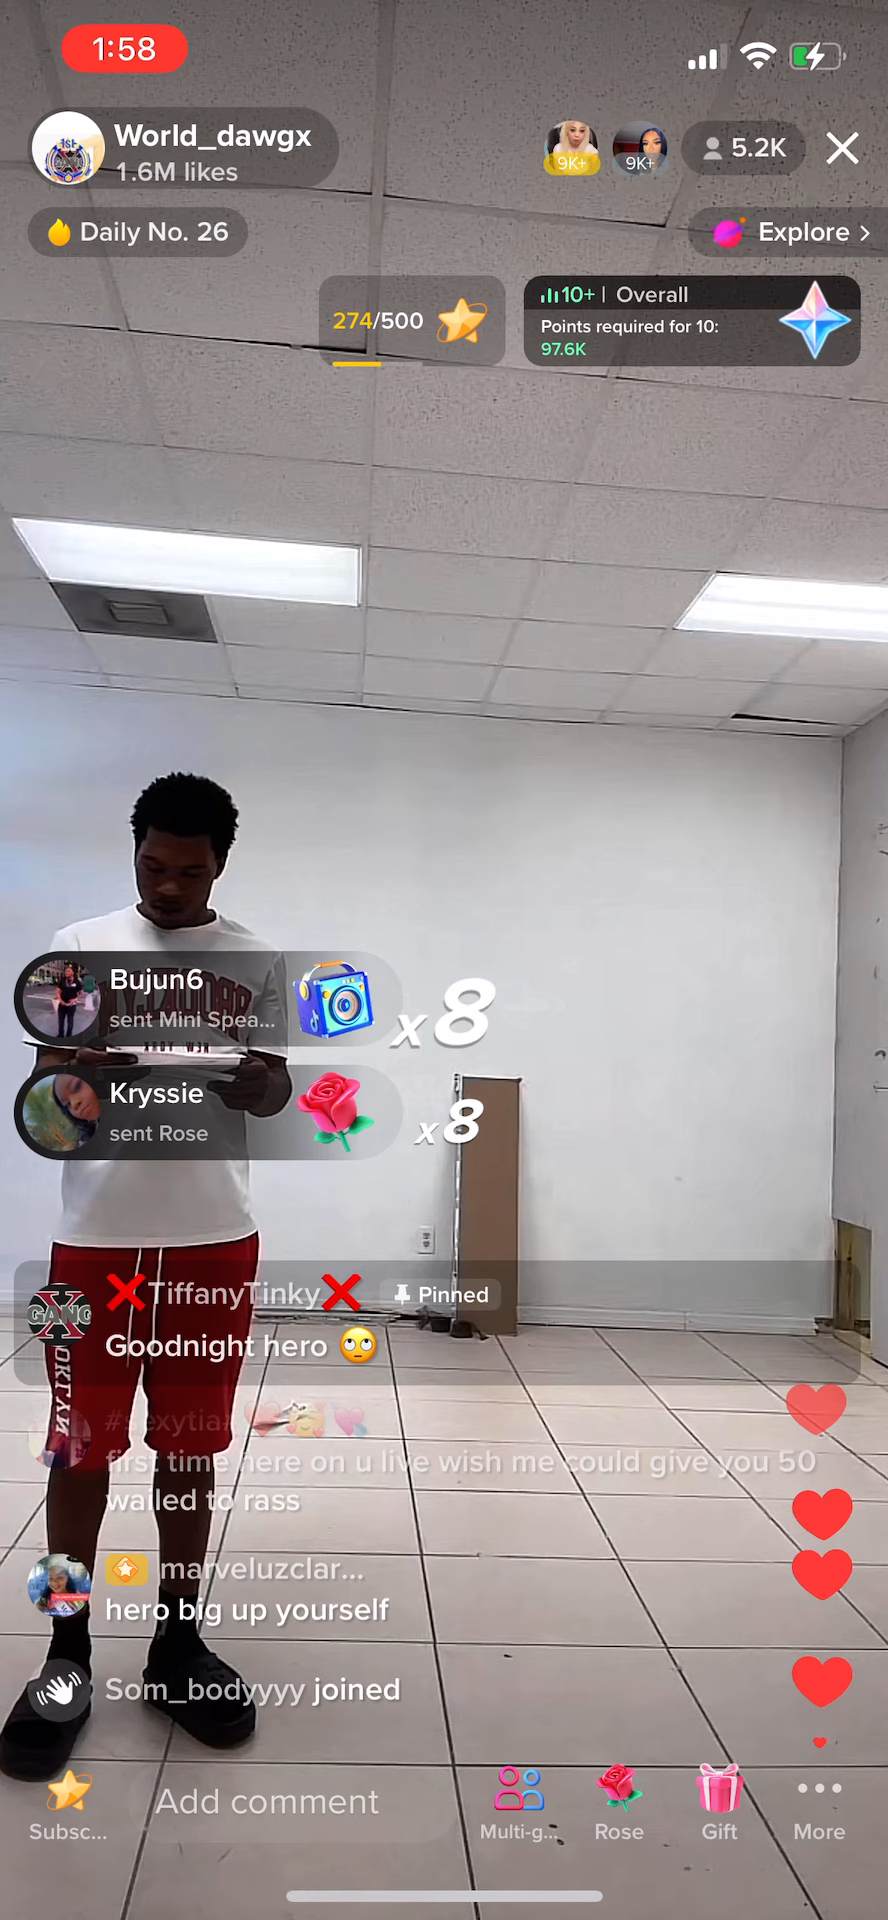 1:58
World_dawgx
1.6M likes
9K+
9K+
5.2K
Daily No. 26
Explore >
274/500
10+ | Overall
Points required for 10:
97.6K
Bujun6
sent Mini Spea...
x8
Kryssie
sent Rose
x8
GANG X
❌TiffanyTinky❌
Pinned
Goodnight hero 🙄
first time here on u live wish me could give you 50
wailed to rass
marveluzclar...
hero big up yourself
Som_bodyyyy joined
Subsc...
Add comment
Multi-g...
Rose
Gift
More